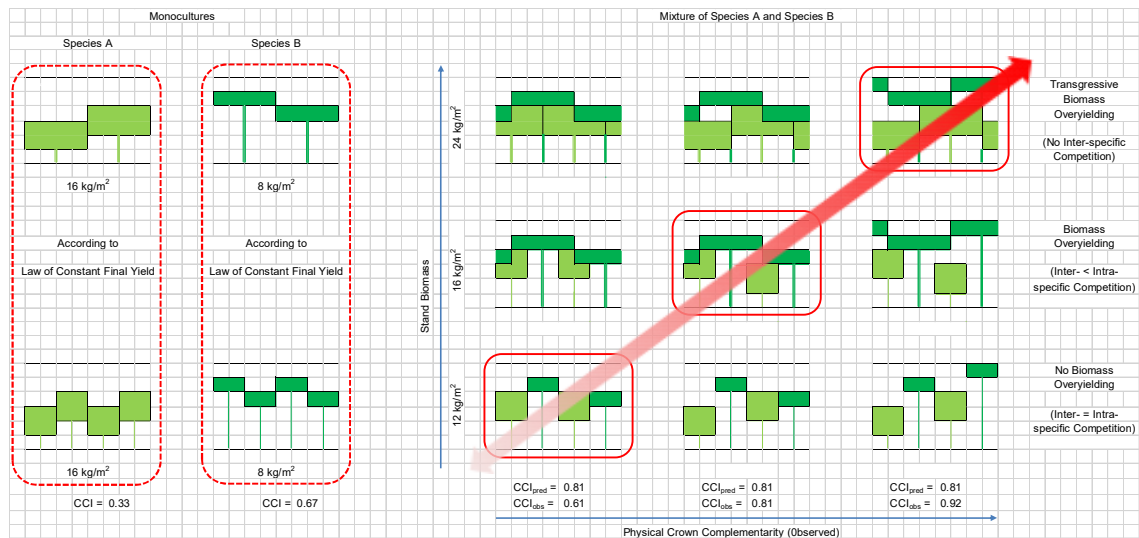 Monocultures
Mixture of Species A and Species B
Species A
Species B
16 kg/m²
8 kg/m²
According to
Law of Constant Final Yield
According to
Law of Constant Final Yield
16 kg/m²
8 kg/m²
CCI = 0.33
CCI = 0.67
Stand Biomass
24 kg/m²
16 kg/m²
12 kg/m²
Transgressive
Biomass
Overyielding
(No Inter-specific
Competition)
Biomass
Overyielding
(Inter- < Intra-
specific Competition)
No Biomass
Overyielding
(Inter- = Intra-
specific Competition)
CCIpred = 0.81
CCIobs = 0.61
CCIpred = 0.81
CCIobs = 0.81
CCIpred = 0.81
CCIobs = 0.92
Physical Crown Complementarity (0bserved)